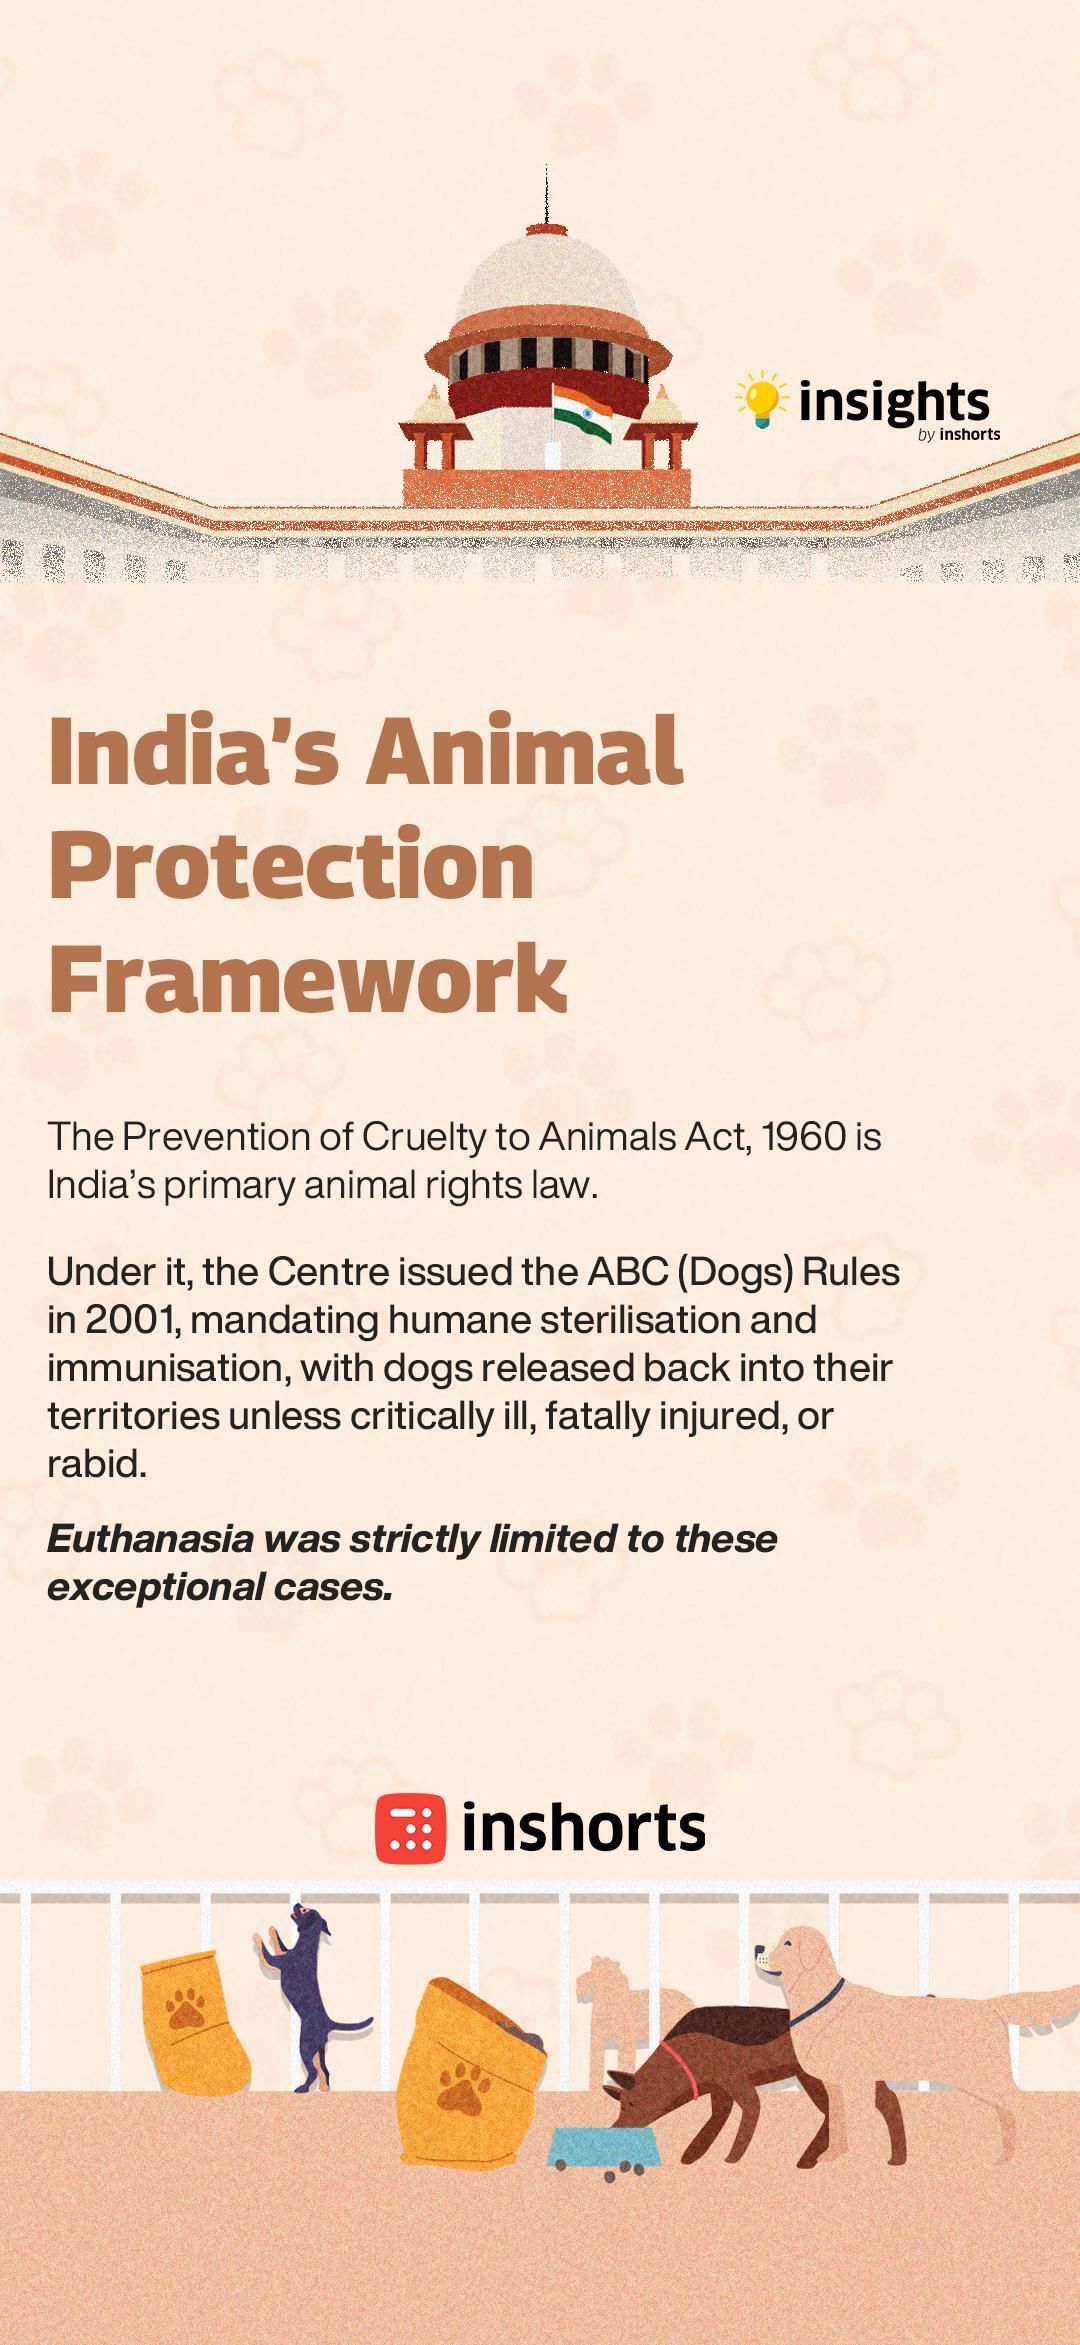 insights
by inshorts
India’s Animal
Protection
Framework
The Prevention of Cruelty to Animals Act, 1960 is
India’s primary animal rights law.
Under it, the Centre issued the ABC (Dogs) Rules
in 2001, mandating humane sterilisation and
immunisation, with dogs released back into their
territories unless critically ill, fatally injured, or
rabid.
Euthanasia was strictly limited to these
exceptional cases.
inshorts